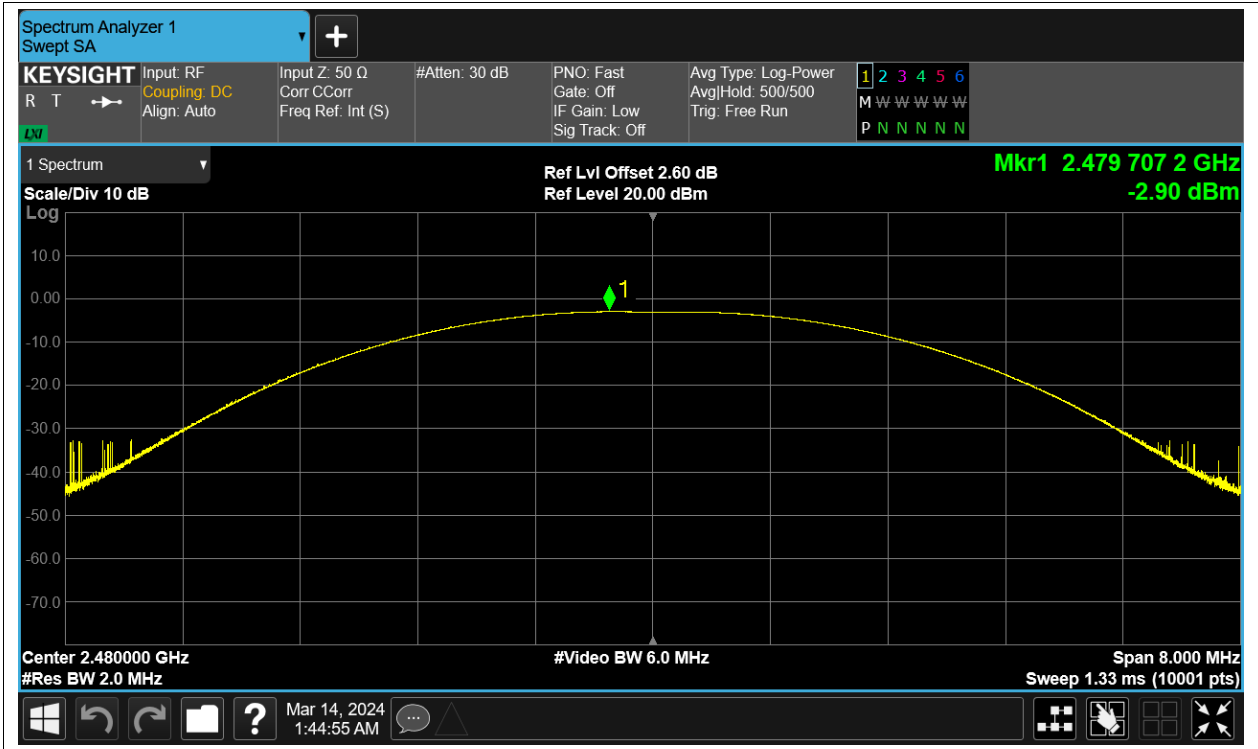 Spectrum Analyzer 1
Swept SA
KEYSIGHT
R T
LXI
Input: RF
Coupling: DC
Align: Auto
Input Z: 50 Ω
Corr CCorr
Freq Ref: Int (S)
#Atten: 30 dB
PNO: Fast
Gate: Off
IF Gain: Low
Sig Track: Off
Avg Type: Log-Power
Avg|Hold: 500/500
Trig: Free Run
1 2 3 4 5 6
M W W W W W
P N N N N N
1 Spectrum
Scale/Div 10 dB
Log
Ref Lvl Offset 2.60 dB
Ref Level 20.00 dBm
Mkr1 2.479 707 2 GHz
-2.90 dBm
10.0
0.00
1
-10.0
-20.0
-30.0
-40.0
-50.0
-60.0
-70.0
Center 2.480000 GHz
#Res BW 2.0 MHz
#Video BW 6.0 MHz
Span 8.000 MHz
Sweep 1.33 ms (10001 pts)
?
Mar 14, 2024
1:44:55 AM